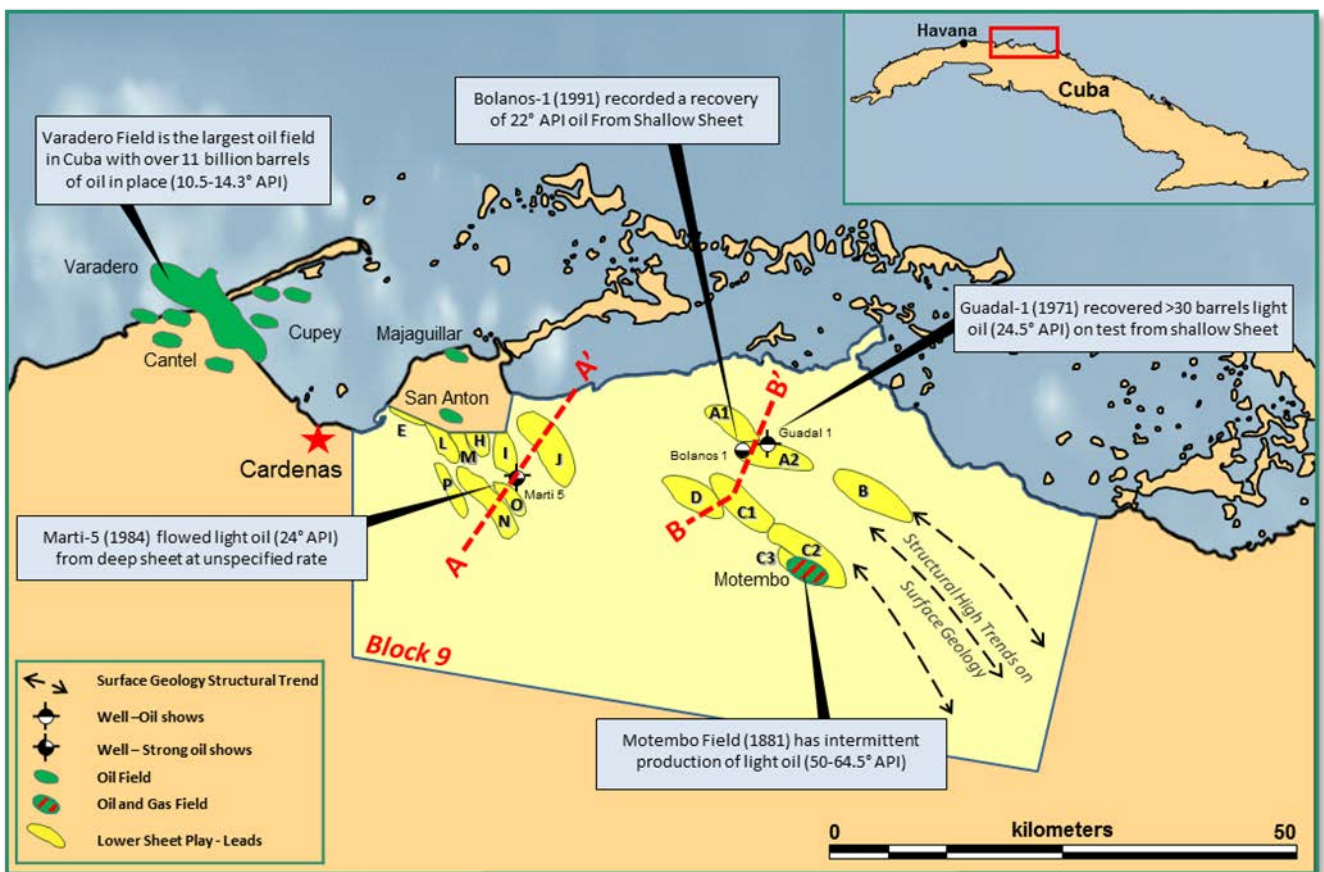 Havana
Cuba
Bolanos-1 (1991) recorded a recovery
of 22° API oil From Shallow Sheet
Varadero Field is the largest oil field
in Cuba with over 11 billion barrels
of oil in place (10.5-14.3° API)
Varadero
Cupey
Cantel
Majaguillar
San Anton
Cardenas
Guadal-1 (1971) recovered >30 barrels light
oil (24.5° API) on test from shallow Sheet
A'
B'
E
L
M
H
I
J
P
N
O
Marti 5
A
A1
Guadal 1
Bolanos 1
A2
D
B
C1
B
C2
C3
Motembo
Marti-5 (1984) flowed light oil (24° API)
from deep sheet at unspecified rate
Structural High Trends on
Surface Geology
Block 9
Motembo Field (1881) has intermittent
production of light oil (50-64.5° API)
Surface Geology Structural Trend
Well –Oil shows
Well – Strong oil shows
Oil Field
Oil and Gas Field
Lower Sheet Play - Leads
0 kilometers 50